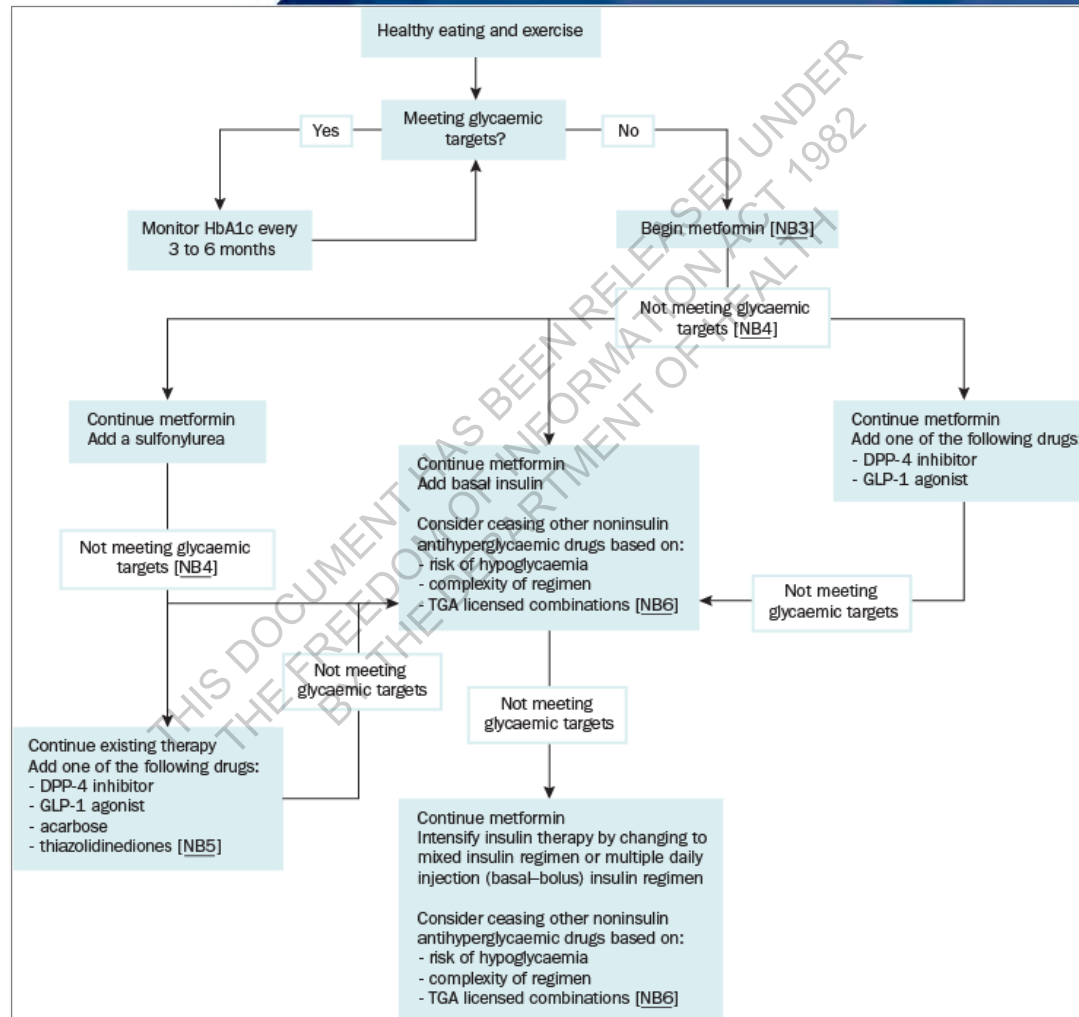 Healthy eating and exercise
Meeting glycaemic
targets?
Yes
No
Monitor HbA1c every
3 to 6 months
Begin metformin [NB3]
Not meeting glycaemic
targets [NB4]
Continue metformin
Add a sulfonylurea
Continue metformin
Add basal insulin
Consider ceasing other noninsulin
antihyperglycaemic drugs based on:
- risk of hypoglycaemia
- complexity of regimen
- TGA licensed combinations [NB6]
Continue metformin
Add one of the following drugs:
- DPP-4 inhibitor
- GLP-1 agonist
Not meeting glycaemic
targets [NB4]
Not meeting
glycaemic targets
Not meeting
glycaemic targets
Not meeting
glycaemic targets
Continue existing therapy
Add one of the following drugs:
- DPP-4 inhibitor
- GLP-1 agonist
- acarbose
- thiazolidinediones [NB5]
Continue metformin
Intensify insulin therapy by changing to
mixed insulin regimen or multiple daily
injection (basal–bolus) insulin regimen
Consider ceasing other noninsulin
antihyperglycaemic drugs based on:
- risk of hypoglycaemia
- complexity of regimen
- TGA licensed combinations [NB6]
THIS DOCUMENT HAS BEEN RELEASED UNDER
THE FREEDOM OF INFORMATION ACT 1982
BY THE DEPARTMENT OF HEALTH